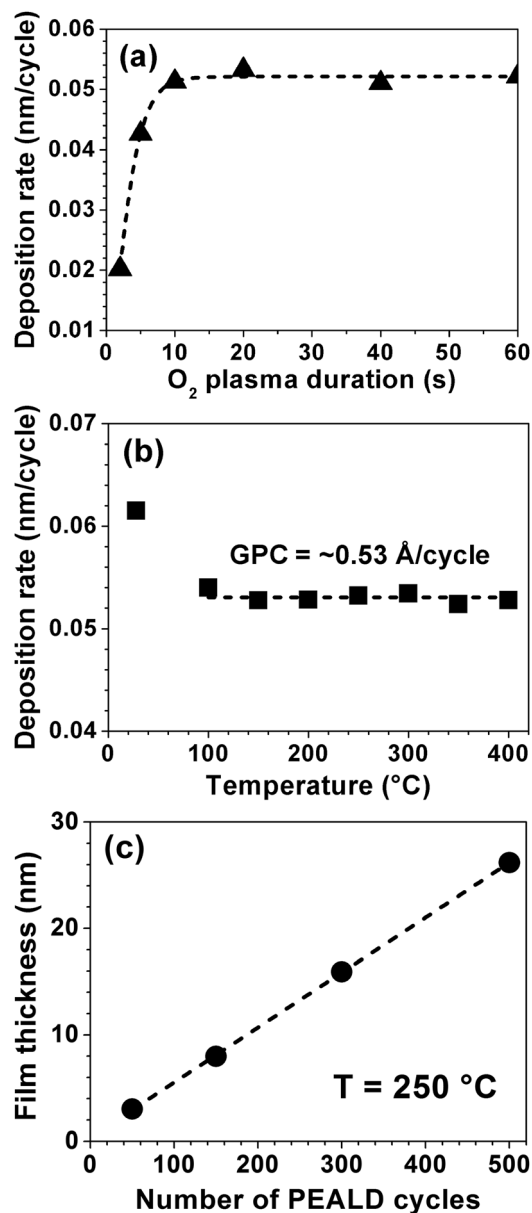 (a)
Deposition rate (nm/cycle)
0.06
0.05
0.04
0.03
0.02
0.01
0 10 20 30 40 50 60
O₂ plasma duration (s)
(b)
Deposition rate (nm/cycle)
0.07
0.06
0.05
0.04
GPC = ~0.53 Å/cycle
0 100 200 300 400
Temperature (°C)
(c)
Film thickness (nm)
30
20
10
0
T = 250 °C
0 100 200 300 400 500
Number of PEALD cycles